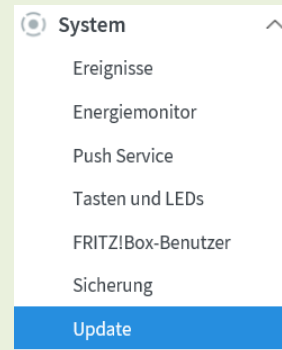 System
Ereignisse
Energiemonitor
Push Service
Tasten und LEDs
FRITZ!Box-Benutzer
Sicherung
Update